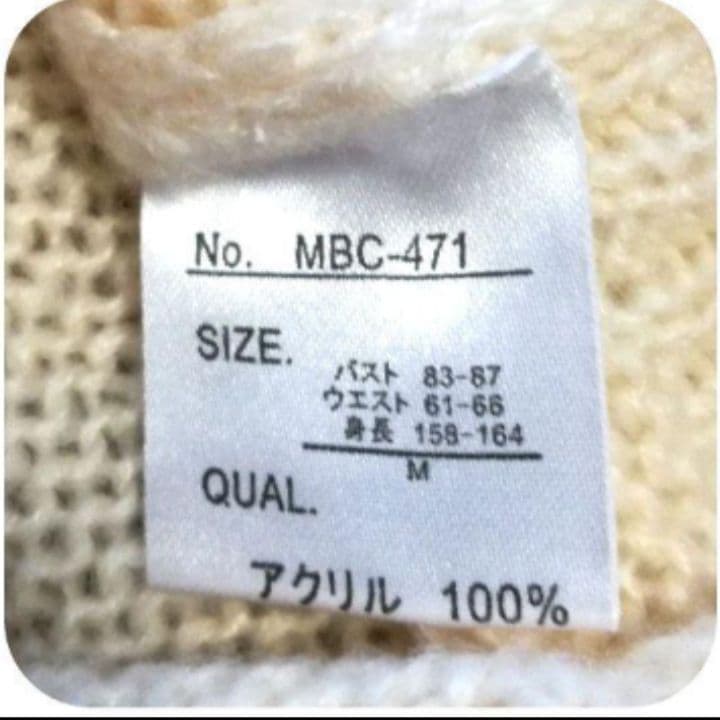 No. MBC-471
SIZE.
バスト 83-87
ウエスト 61-66
身長 158-164
M
QUAL.
アクリル 100%